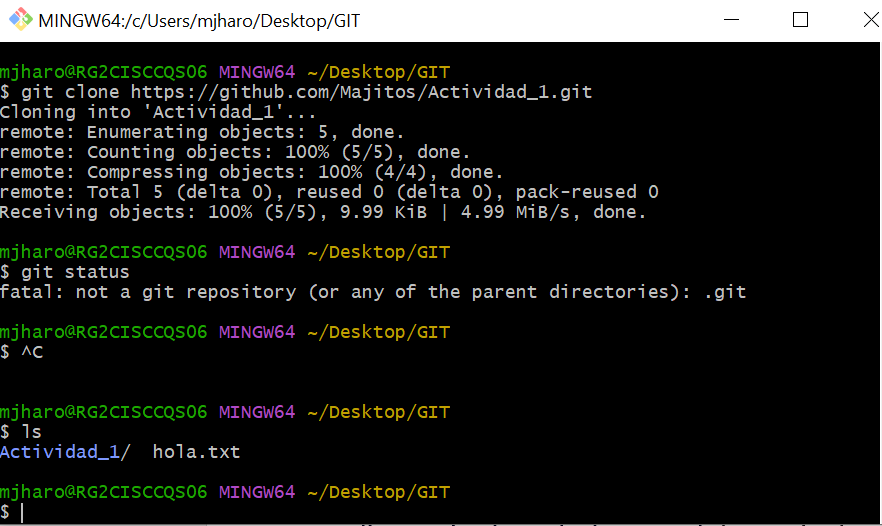 MINGW64:/c/Users/mjharo/Desktop/GIT
mjharo@RG2CISCCQS06 MINGW64 ~/Desktop/GIT
$ git clone https://github.com/Majitos/Actividad_1.git
Cloning into 'Actividad_1'...
remote: Enumerating objects: 5, done.
remote: Counting objects: 100% (5/5), done.
remote: Compressing objects: 100% (4/4), done.
remote: Total 5 (delta 0), reused 0 (delta 0), pack-reused 0
Receiving objects: 100% (5/5), 9.99 KiB | 4.99 MiB/s, done.
mjharo@RG2CISCCQS06 MINGW64 ~/Desktop/GIT
$ git status
fatal: not a git repository (or any of the parent directories): .git
mjharo@RG2CISCCQS06 MINGW64 ~/Desktop/GIT
$ ^C
mjharo@RG2CISCCQS06 MINGW64 ~/Desktop/GIT
$ ls
Actividad_1/  hola.txt
mjharo@RG2CISCCQS06 MINGW64 ~/Desktop/GIT
$